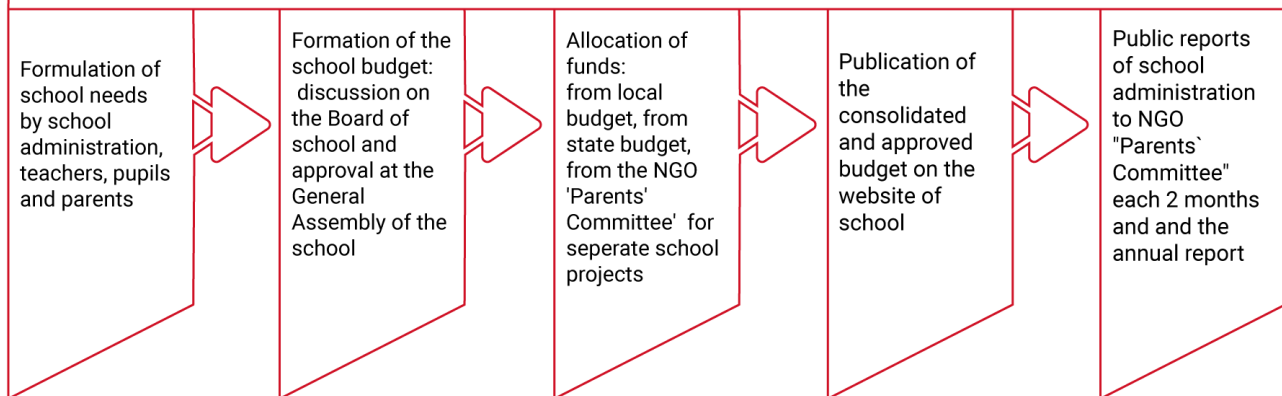 Formulation of
school needs
by school
administration,
teachers, pupils
and parents
Formation of the
school budget:
discussion on
the Board of
school and
approval at the
General
Assembly of the
school
Allocation of
funds:
from local
budget, from
state budget,
from the NGO
'Parents'
Committee'  for
seperate school
projects
Publication of
the
consolidated
and approved
budget on the
website of
school
Public reports
of school
administration
to NGO
"Parents`
Committee"
each 2 months
and and the
annual report